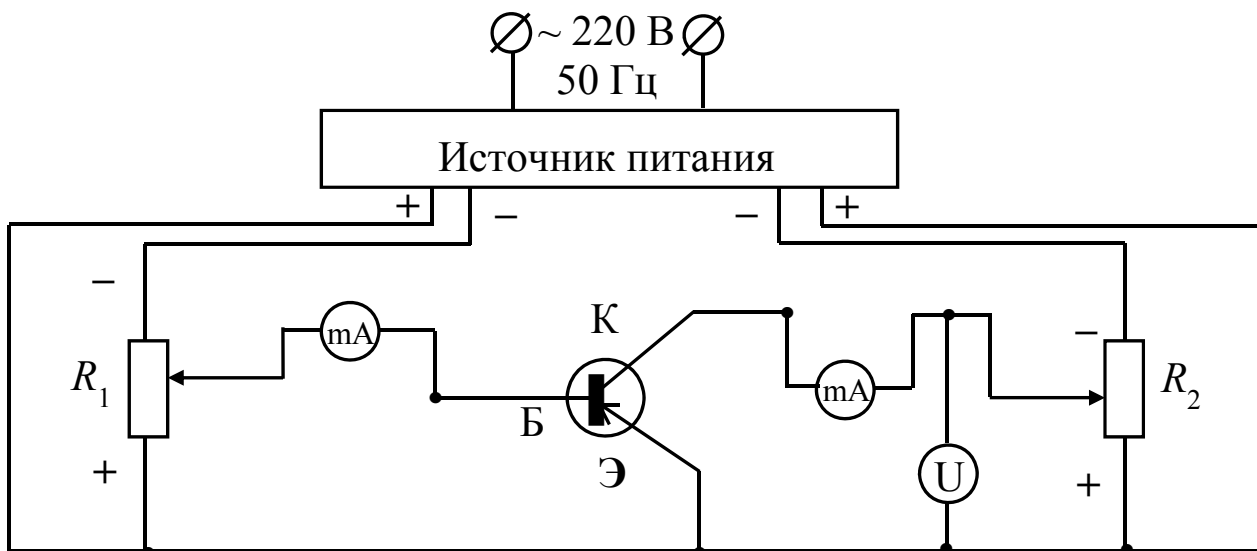 ~ 220 В
50 Гц
Источник питания
+ − − +
− −
К
mA
R1
mA
R2
Б
Э
U
+ +